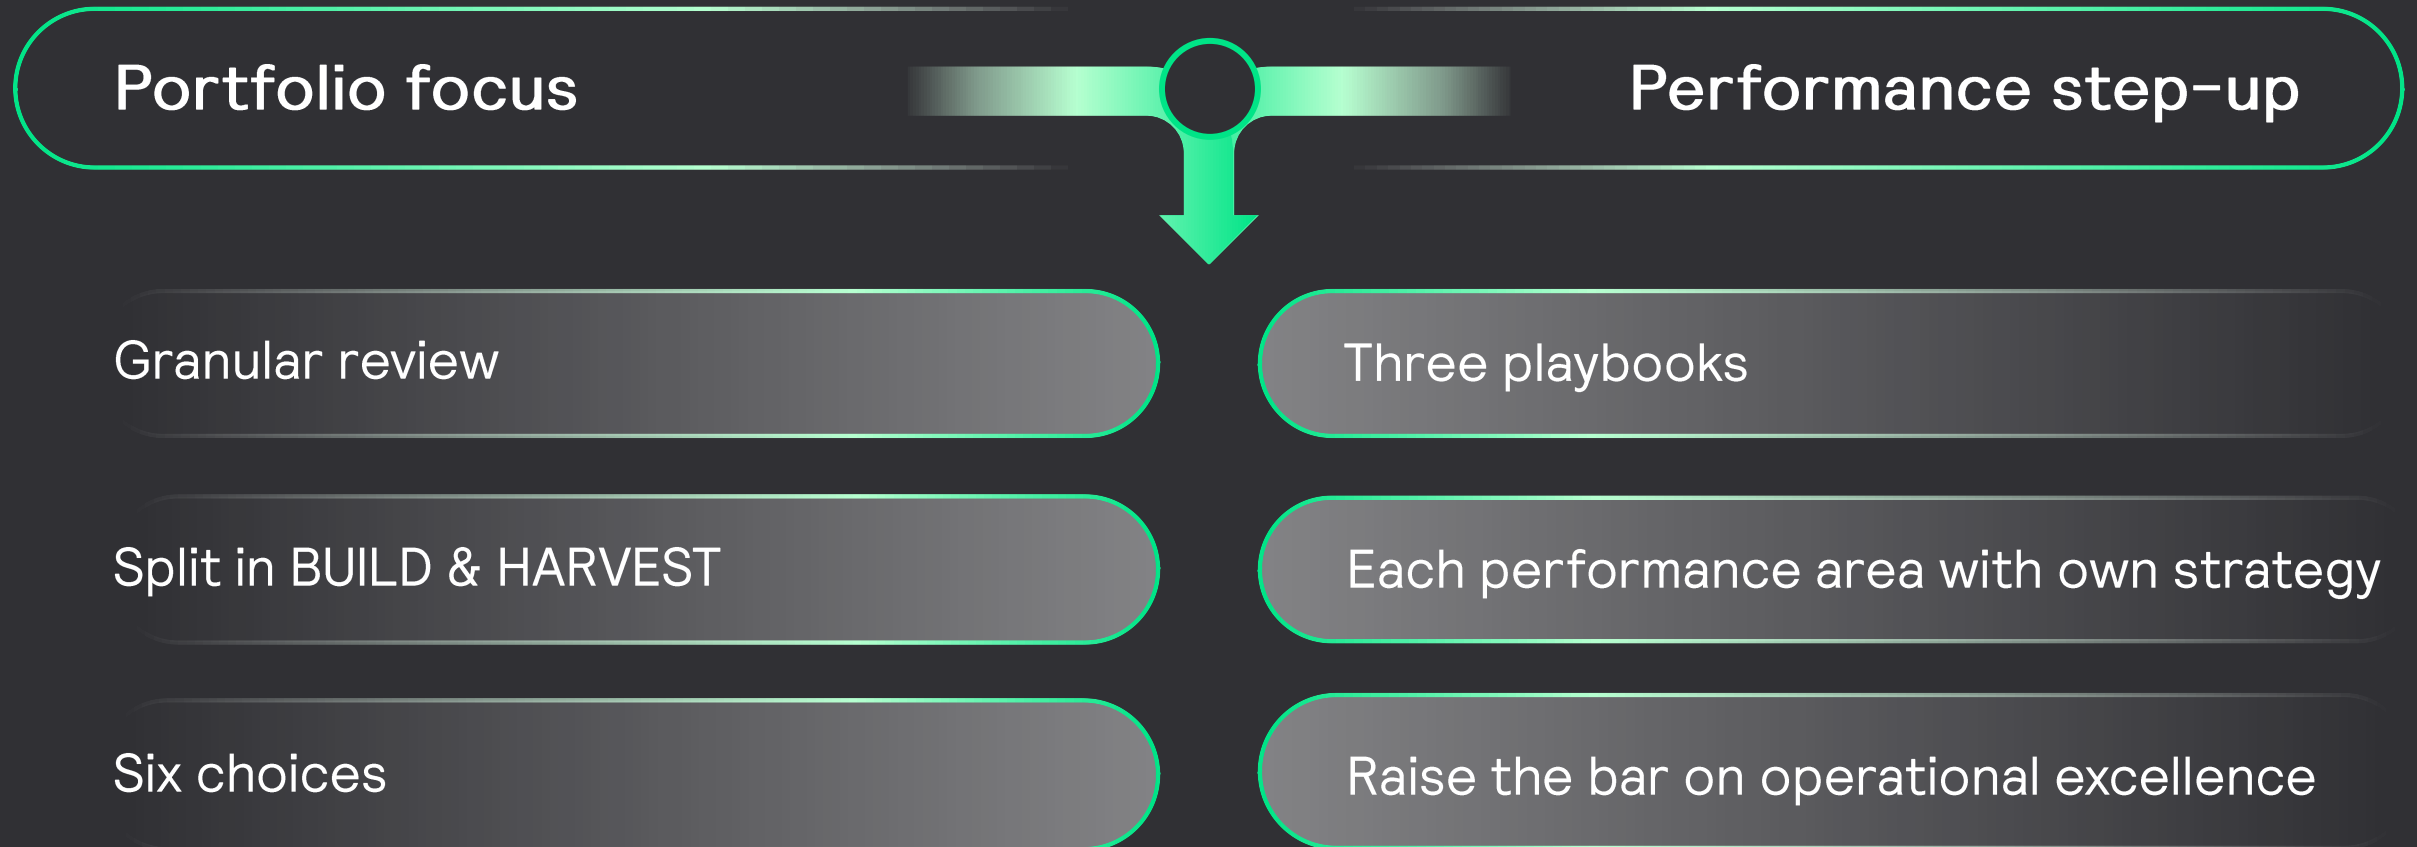 Portfolio focus
Performance step-up
Granular review
Three playbooks
Split in BUILD & HARVEST
Each performance area with own strategy
Six choices
Raise the bar on operational excellence